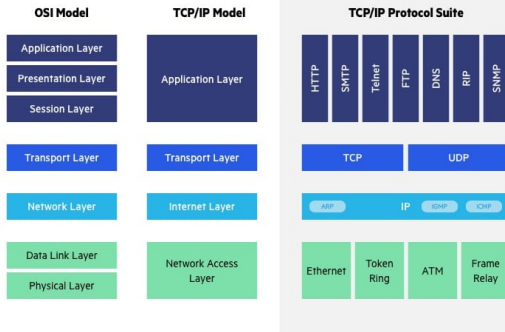 OSI Model
TCP/IP Model
TCP/IP Protocol Suite
Application Layer
Presentation Layer
Session Layer
Application Layer
HTTP
SMTP
Telnet
FTP
DNS
RIP
SNMP
Transport Layer
Transport Layer
TCP
UDP
Network Layer
Internet Layer
ARP
IP
IGMP
ICMP
Data Link Layer
Physical Layer
Network Access
Layer
Ethernet
Token
Ring
ATM
Frame
Relay